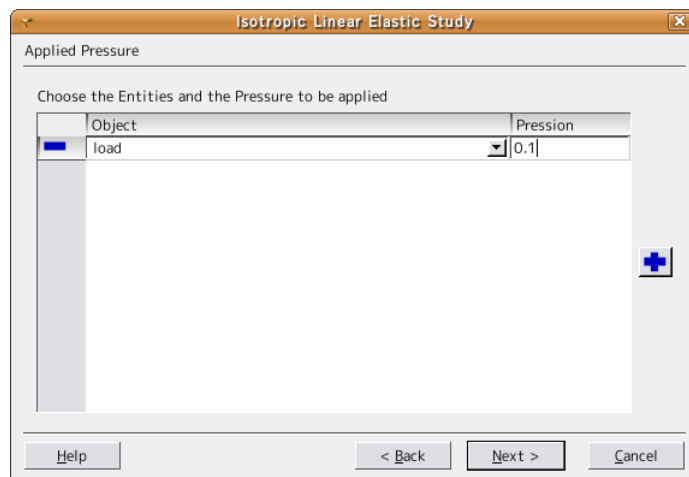 Isotropic Linear Elastic Study
Applied Pressure
Choose the Entities and the Pressure to be applied
Object Pression
load 0.1
Help < Back Next > Cancel